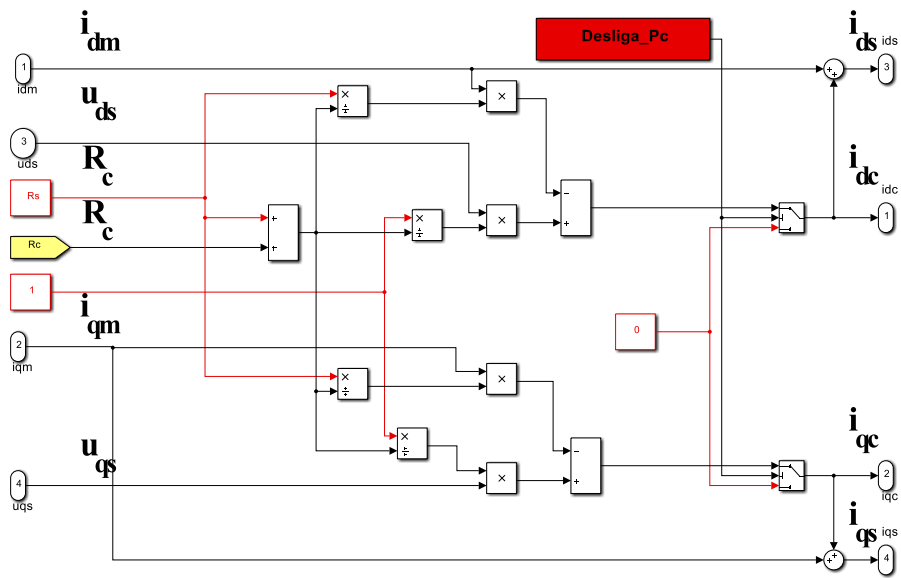 i dm
1
idm
Desliga_Pc
i ds
ids
3
u ds
×
÷
×
3
uds
R c
Rs
R c
Rc
+
+
×
÷
×
−
+
i dc
idc
1
1
i qm
2
iqm
0
×
÷
×
×
÷
−
+
i qc
2
iqc
u qs
4
uqs
×
i qs
iqs
4
+
+
+
+